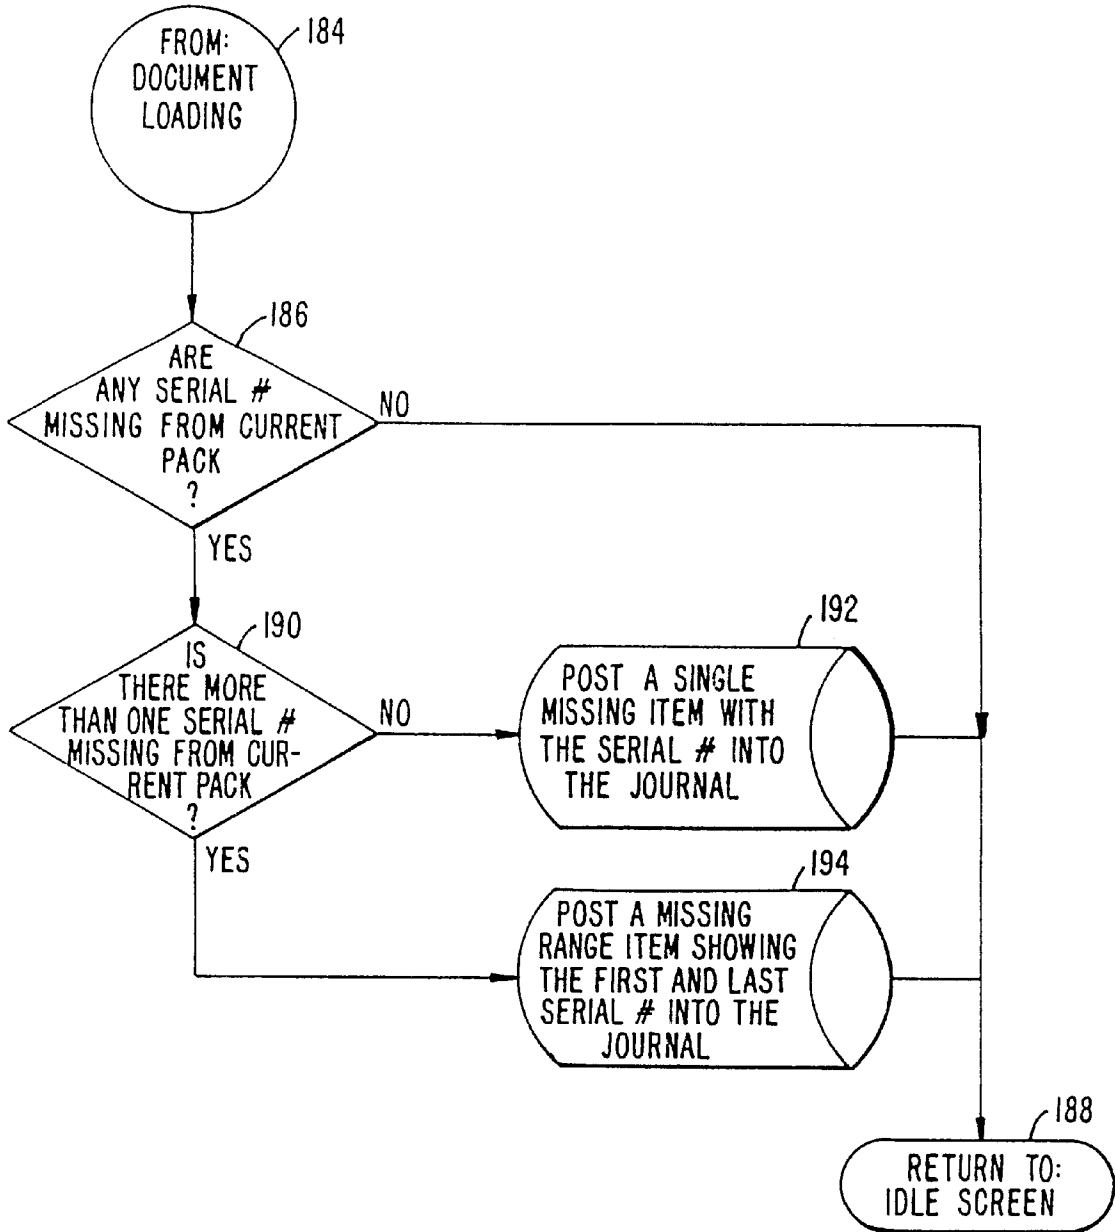 FROM:
DOCUMENT
LOADING
184
186
ARE
ANY SERIAL #
MISSING FROM CURRENT
PACK
?
NO
YES
190
IS
THERE MORE
THAN ONE SERIAL #
MISSING FROM CUR-
RENT PACK
?
NO
YES
192
POST A SINGLE
MISSING ITEM WITH
THE SERIAL # INTO
THE JOURNAL
194
POST A MISSING
RANGE ITEM SHOWING
THE FIRST AND LAST
SERIAL # INTO THE
JOURNAL
188
RETURN TO:
IDLE SCREEN